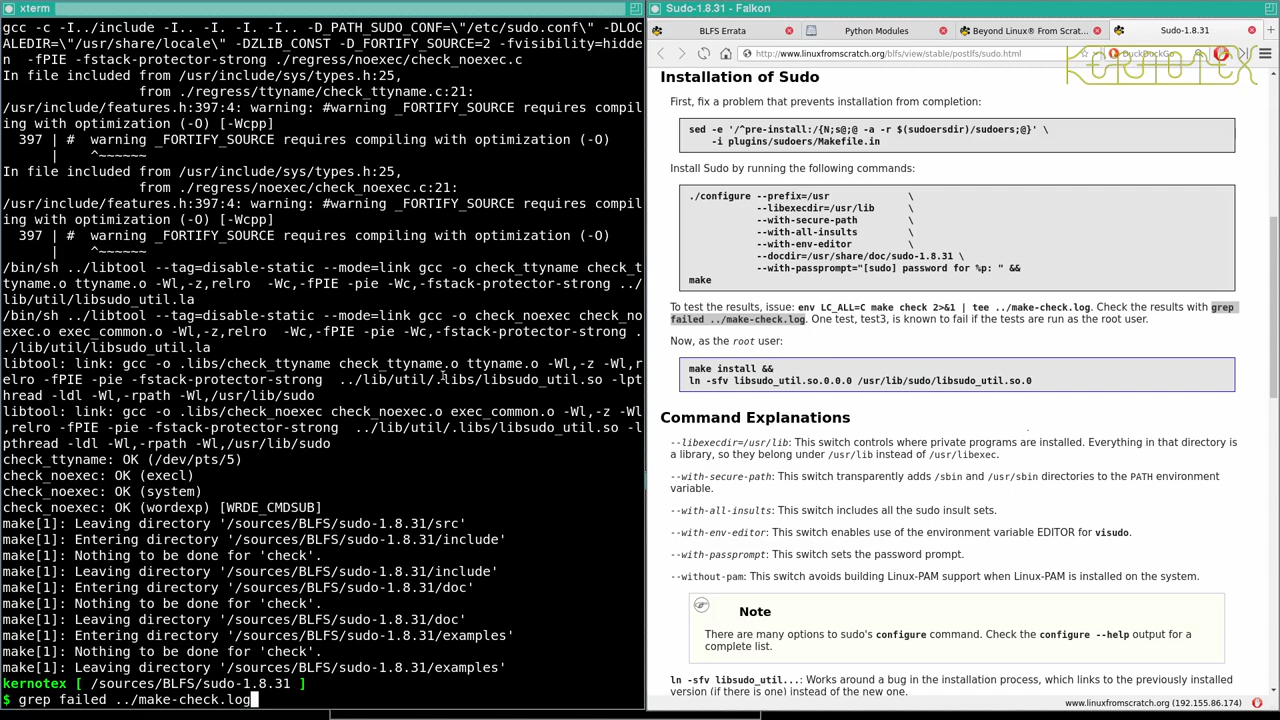 xterm
gcc -c -I../include -I.. -I. -I. -I.. -D_PATH_SUDO_CONF=\"/etc/sudo.conf\" -DLOC
ALEDIR=\"/usr/share/locale\" -DZLIB_CONST -D_FORTIFY_SOURCE=2 -fvisibility=hidde
n  -fPIE -fstack-protector-strong ./regress/noexec/check_noexec.c
In file included from /usr/include/sys/types.h:25,
                 from ./regress/ttyname/check_ttyname.c:21:
/usr/include/features.h:397:4: warning: #warning _FORTIFY_SOURCE requires compil
ing with optimization (-O) [-Wcpp]
  397 | #  warning _FORTIFY_SOURCE requires compiling with optimization (-O)
      |    ^~~~~~~
In file included from /usr/include/sys/types.h:25,
                 from ./regress/noexec/check_noexec.c:21:
/usr/include/features.h:397:4: warning: #warning _FORTIFY_SOURCE requires compil
ing with optimization (-O) [-Wcpp]
  397 | #  warning _FORTIFY_SOURCE requires compiling with optimization (-O)
      |    ^~~~~~~
/bin/sh ../libtool --tag=disable-static --mode=link gcc -o check_ttyname check_t
tyname.o ttyname.o -Wl,-z,relro  -Wc,-fPIE -pie -Wc,-fstack-protector-strong ../
lib/util/libsudo_util.la
/bin/sh ../libtool --tag=disable-static --mode=link gcc -o check_noexec check_no
exec.o exec_common.o -Wl,-z,relro  -Wc,-fPIE -pie -Wc,-fstack-protector-strong .
./lib/util/libsudo_util.la
libtool: link: gcc -o .libs/check_ttyname check_ttyname.o ttyname.o -Wl,-z -Wl,r
elro -fPIE -pie -fstack-protector-strong  ../lib/util/.libs/libsudo_util.so -lpt
hread -ldl -Wl,-rpath -Wl,/usr/lib/sudo
libtool: link: gcc -o .libs/check_noexec check_noexec.o exec_common.o -Wl,-z -Wl
,relro -fPIE -pie -fstack-protector-strong  ../lib/util/.libs/libsudo_util.so -l
pthread -ldl -Wl,-rpath -Wl,/usr/lib/sudo
check_ttyname: OK (/dev/pts/5)
check_noexec: OK (execl)
check_noexec: OK (system)
check_noexec: OK (wordexp) [WRDE_CMDSUB]
make[1]: Leaving directory '/sources/BLFS/sudo-1.8.31/src'
make[1]: Entering directory '/sources/BLFS/sudo-1.8.31/include'
make[1]: Nothing to be done for 'check'.
make[1]: Leaving directory '/sources/BLFS/sudo-1.8.31/include'
make[1]: Entering directory '/sources/BLFS/sudo-1.8.31/doc'
make[1]: Nothing to be done for 'check'.
make[1]: Leaving directory '/sources/BLFS/sudo-1.8.31/doc'
make[1]: Entering directory '/sources/BLFS/sudo-1.8.31/examples'
make[1]: Nothing to be done for 'check'.
make[1]: Leaving directory '/sources/BLFS/sudo-1.8.31/examples'
kernotex [ /sources/BLFS/sudo-1.8.31 ]
$ grep failed ../make-check.log
Sudo-1.8.31 - Falkon
BLFS Errata
Python Modules
Beyond Linux® From Scrat...
Sudo-1.8.31
http://www.linuxfromscratch.org/blfs/view/stable/postlfs/sudo.html
DuckDuckGo
KERNOTEX
Installation of Sudo
First, fix a problem that prevents installation from completion:
sed -e '/^pre-install:/{N;s@;@ -a -r $(sudoersdir)/sudoers;@}' \
    -i plugins/sudoers/Makefile.in
Install Sudo by running the following commands:
./configure --prefix=/usr              \
            --libexecdir=/usr/lib      \
            --with-secure-path         \
            --with-all-insults         \
            --with-env-editor          \
            --docdir=/usr/share/doc/sudo-1.8.31 \
            --with-passprompt="[sudo] password for %p: " &&
make
To test the results, issue: env LC_ALL=C make check 2>&1 | tee ../make-check.log. Check the results with grep
failed ../make-check.log. One test, test3, is known to fail if the tests are run as the root user.
Now, as the root user:
make install &&
ln -sfv libsudo_util.so.0.0.0 /usr/lib/sudo/libsudo_util.so.0
Command Explanations
--libexecdir=/usr/lib: This switch controls where private programs are installed. Everything in that directory is
a library, so they belong under /usr/lib instead of /usr/libexec.
--with-secure-path: This switch transparently adds /sbin and /usr/sbin directories to the PATH environment
variable.
--with-all-insults: This switch includes all the sudo insult sets.
--with-env-editor: This switch enables use of the environment variable EDITOR for visudo.
--with-passprompt: This switch sets the password prompt.
--without-pam: This switch avoids building Linux-PAM support when Linux-PAM is installed on the system.
Note
There are many options to sudo's configure command. Check the configure --help output for a
complete list.
ln -sfv libsudo_util...: Works around a bug in the installation process, which links to the previously installed
version (if there is one) instead of the new one.
www.linuxfromscratch.org (192.155.86.174)